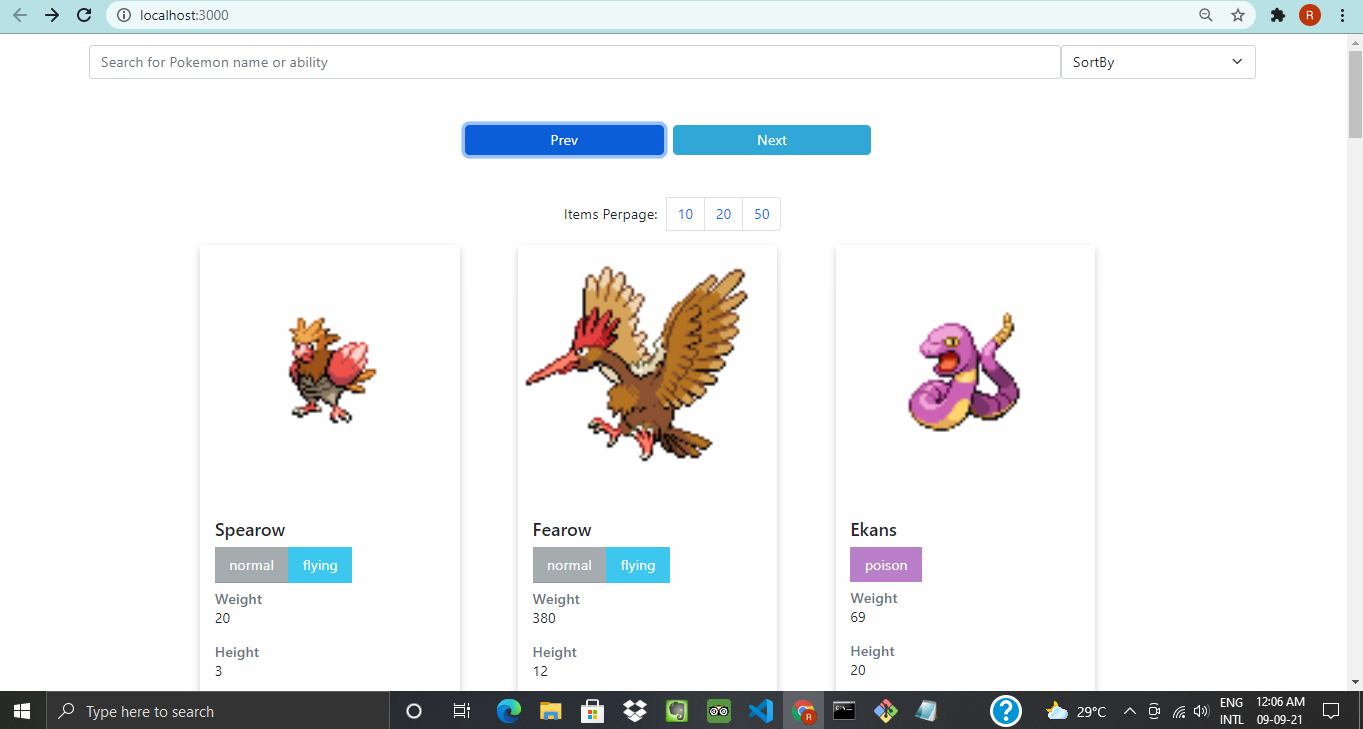 localhost:3000
R
Search for Pokemon name or ability
SortBy
Prev
Next
Items Perpage: 10 20 50
Spearow
normal flying
Weight
20
Height
3
Fearow
normal flying
Weight
380
Height
12
Ekans
poison
Weight
69
Height
20
Type here to search
R
?
29°C
ENG
INTL
12:06 AM
09-09-21